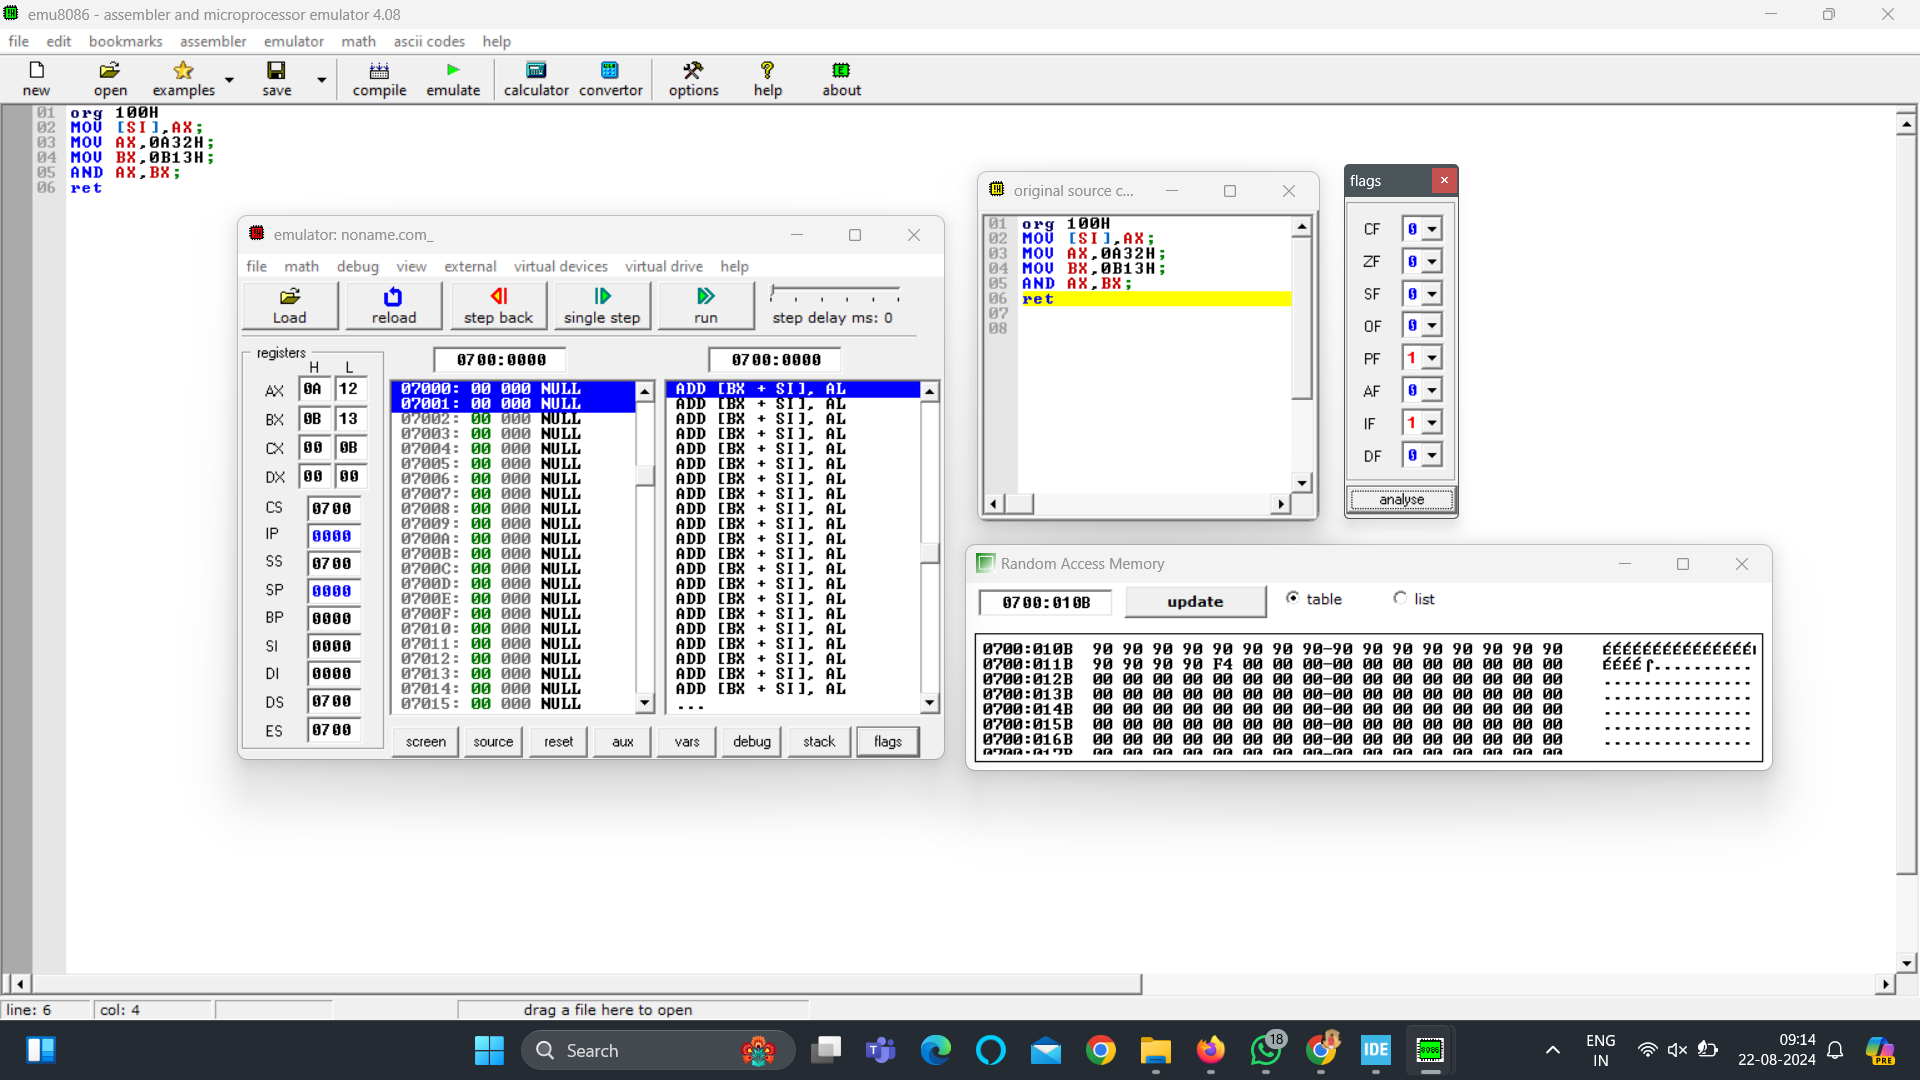 emu8086 - assembler and microprocessor emulator 4.08
file edit bookmarks assembler emulator math ascii codes help
new open examples save compile emulate calculator convertor options help about
01 org 100H
02 MOV [SI],AX;
03 MOV AX,0A32H;
04 MOV BX,0B13H;
05 AND AX,BX;
06 ret
emulator: noname.com_
file math debug view external virtual devices virtual drive help
Load reload step back single step run step delay ms: 0
registers
H L
AX 0A 12
BX 0B 13
CX 00 0B
DX 00 00
CS 0700
IP 0000
SS 0700
SP 0000
BP 0000
SI 0000
DI 0000
DS 0700
ES 0700
0700:0000 0700:0000
07000: 00 000 NULL ADD [BX + SI], AL
07001: 00 000 NULL ADD [BX + SI], AL
07002: 00 000 NULL ADD [BX + SI], AL
07003: 00 000 NULL ADD [BX + SI], AL
07004: 00 000 NULL ADD [BX + SI], AL
07005: 00 000 NULL ADD [BX + SI], AL
07006: 00 000 NULL ADD [BX + SI], AL
07007: 00 000 NULL ADD [BX + SI], AL
07008: 00 000 NULL ADD [BX + SI], AL
07009: 00 000 NULL ADD [BX + SI], AL
0700A: 00 000 NULL ADD [BX + SI], AL
0700B: 00 000 NULL ADD [BX + SI], AL
0700C: 00 000 NULL ADD [BX + SI], AL
0700D: 00 000 NULL ADD [BX + SI], AL
0700E: 00 000 NULL ADD [BX + SI], AL
0700F: 00 000 NULL ADD [BX + SI], AL
07010: 00 000 NULL ADD [BX + SI], AL
07011: 00 000 NULL ADD [BX + SI], AL
07012: 00 000 NULL ADD [BX + SI], AL
07013: 00 000 NULL ADD [BX + SI], AL
07014: 00 000 NULL ADD [BX + SI], AL
07015: 00 000 NULL ...
screen source reset aux vars debug stack flags
original source c...
01 org 100H
02 MOV [SI],AX;
03 MOV AX,0A32H;
04 MOV BX,0B13H;
05 AND AX,BX;
06 ret
07
08
flags
CF 0
ZF 0
SF 0
OF 0
PF 1
AF 0
IF 1
DF 0
analyse
Random Access Memory
0700:010B update table list
0700:010B 90 90 90 90 90 90 90 90-90 90 90 90 90 90 90 90 ÉÉÉÉÉÉÉÉÉÉÉÉÉÉÉ
0700:011B 90 90 90 90 F4 00 00 00-00 00 00 00 00 00 00 00 ÉÉÉÉ⌠...........
0700:012B 00 00 00 00 00 00 00 00-00 00 00 00 00 00 00 00 ...............
0700:013B 00 00 00 00 00 00 00 00-00 00 00 00 00 00 00 00 ...............
0700:014B 00 00 00 00 00 00 00 00-00 00 00 00 00 00 00 00 ...............
0700:015B 00 00 00 00 00 00 00 00-00 00 00 00 00 00 00 00 ...............
0700:016B 00 00 00 00 00 00 00 00-00 00 00 00 00 00 00 00 ...............
0700:017B 00 00 00 00 00 00 00 00-00 00 00 00 00 00 00 00
line: 6 col: 4 drag a file here to open
Search 18 IDE ENG IN 09:14 22-08-2024 PRE